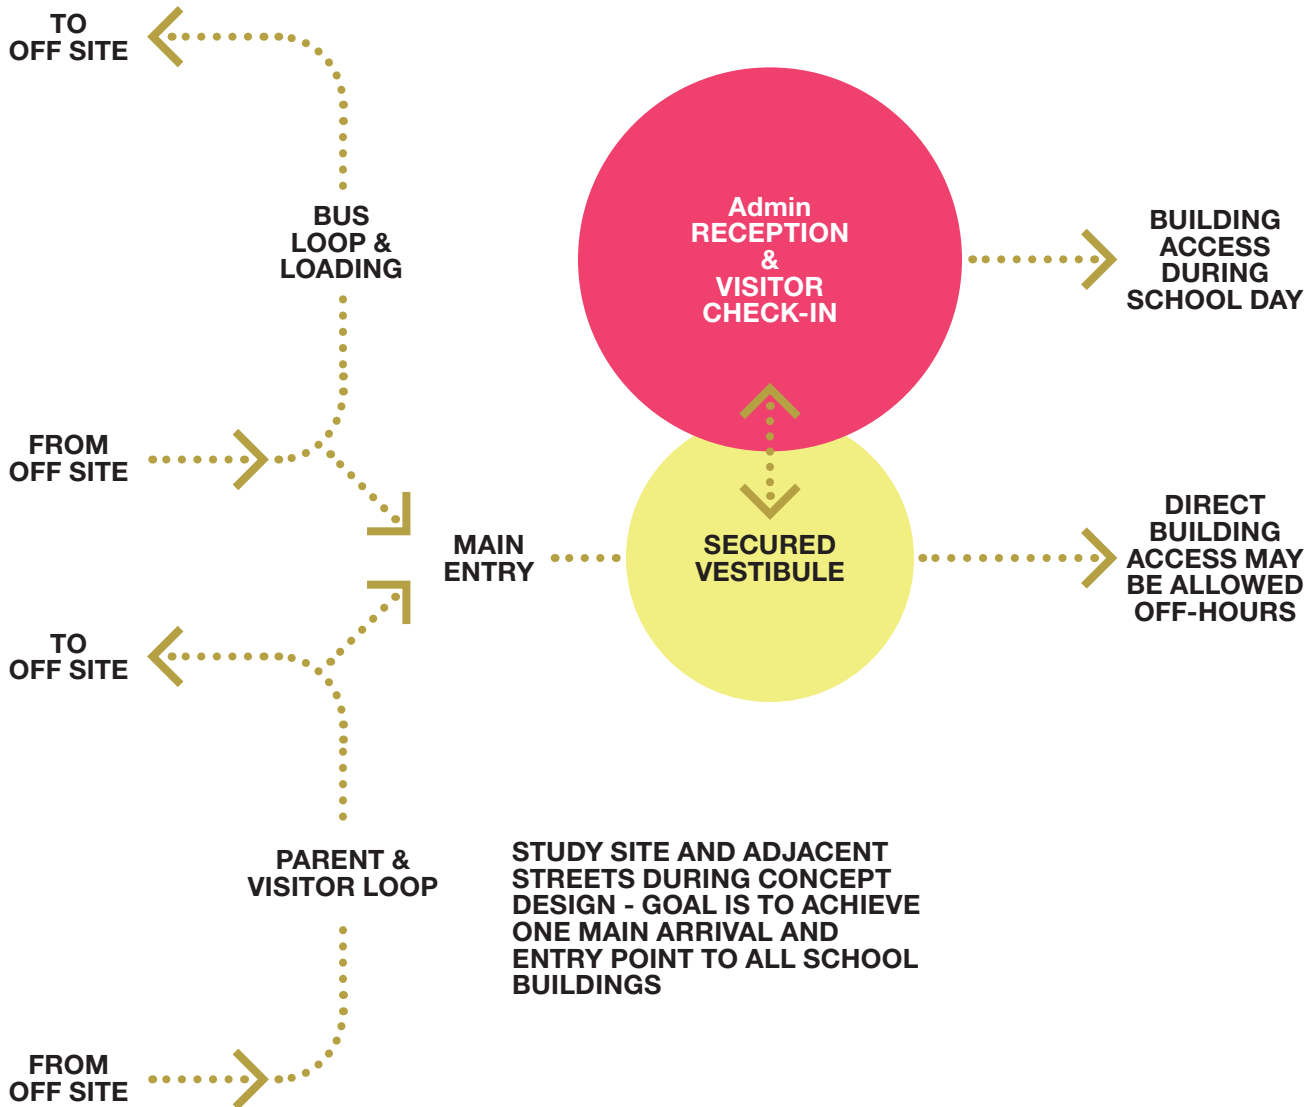 TO
OFF SITE
BUS
LOOP &
LOADING
Admin
RECEPTION
&
VISITOR
CHECK-IN
BUILDING
ACCESS
DURING
SCHOOL DAY
FROM
OFF SITE
MAIN
ENTRY
SECURED
VESTIBULE
DIRECT
BUILDING
ACCESS MAY
BE ALLOWED
OFF-HOURS
TO
OFF SITE
PARENT &
VISITOR LOOP
STUDY SITE AND ADJACENT
STREETS DURING CONCEPT
DESIGN - GOAL IS TO ACHIEVE
ONE MAIN ARRIVAL AND
ENTRY POINT TO ALL SCHOOL
BUILDINGS
FROM
OFF SITE